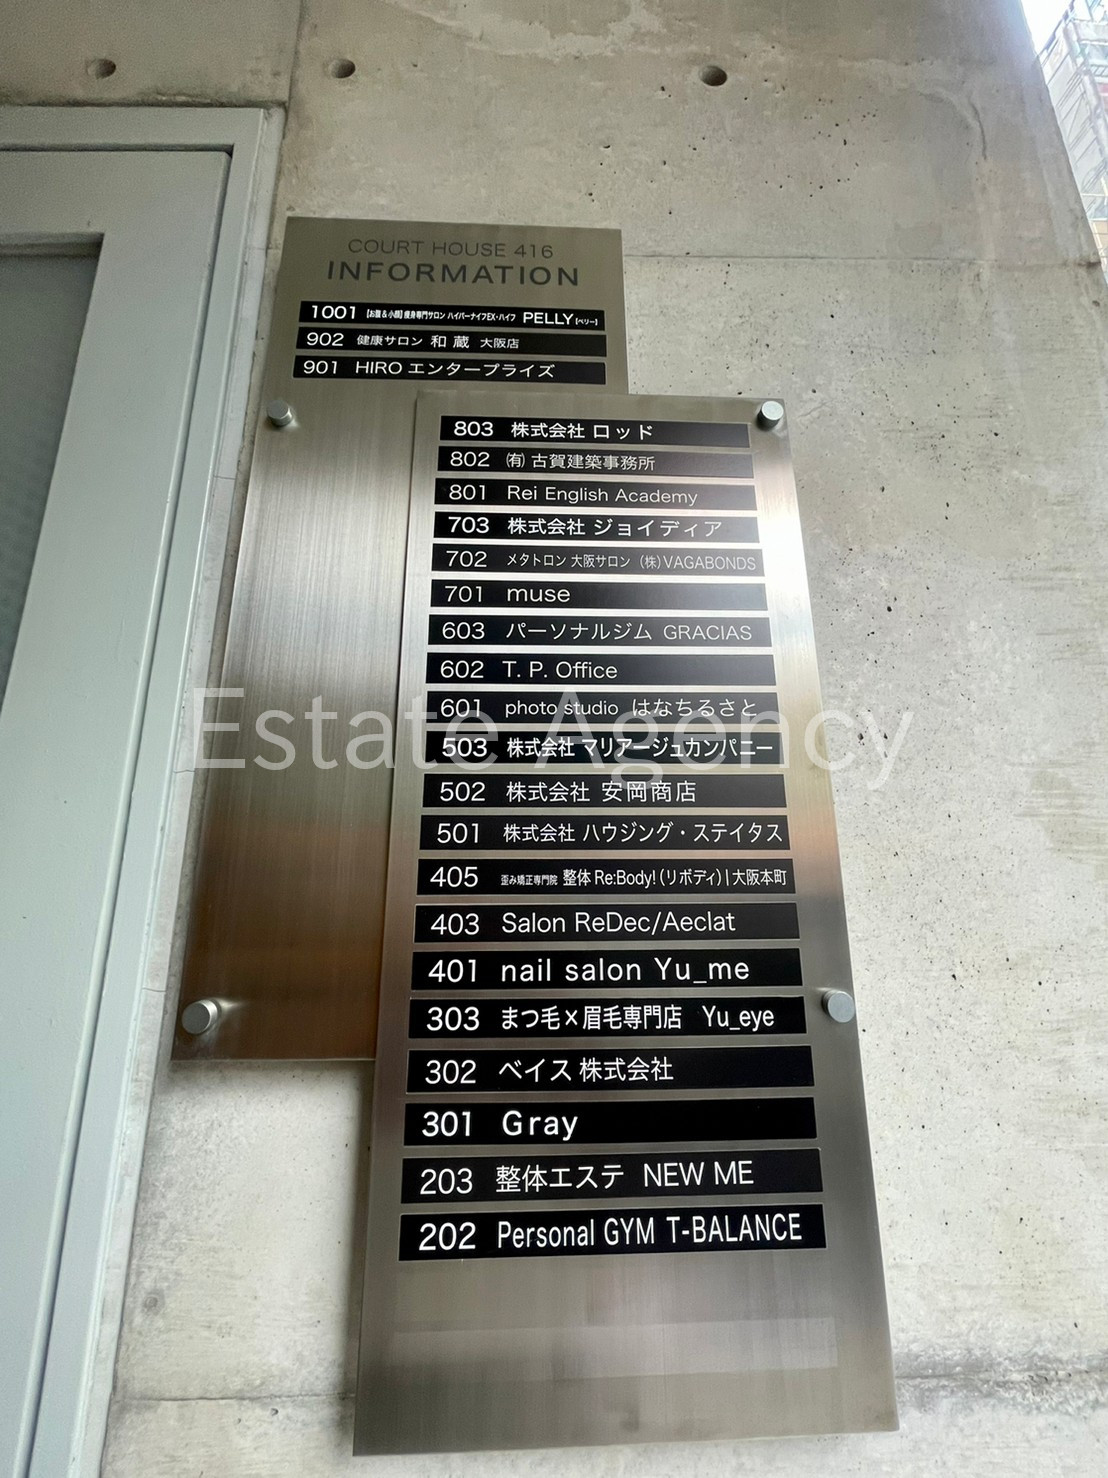 COURT HOUSE 416
INFORMATION
1001 【お腹&小顔】痩身専門サロン ハイパーナイフEX・ハイフ PELLY【ペリー】
902 健康サロン 和蔵 大阪店
901 HIRO エンタープライズ
803 株式会社 ロッド
802 ㈲ 古賀建築事務所
801 Rei English Academy
703 株式会社 ジョイディア
702 メタトロン 大阪サロン (株)VAGABONDS
701 muse
603 パーソナルジム GRACIAS
602 T. P. Office
601 photo studio はなちるさと
Estate Agency
503 株式会社 マリアージュカンパニー
502 株式会社 安岡商店
501 株式会社 ハウジング・ステイタス
405 歪み矯正専門院 整体 Re:Body!(リボディ)|大阪本町
403 Salon ReDec/Aeclat
401 nail salon Yu_me
303 まつ毛×眉毛専門店 Yu_eye
302 ベイス 株式会社
301 Gray
203 整体エステ NEW ME
202 Personal GYM T-BALANCE